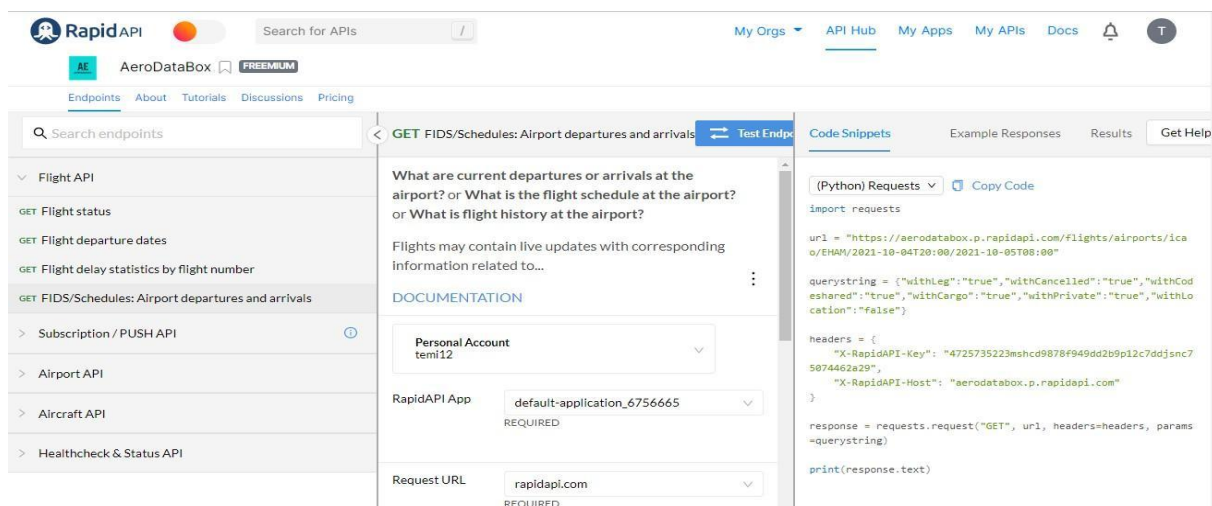 RapidAPI
Search for APIs
/
My Orgs
API Hub
My Apps
My APIs
Docs
T
AE
AeroDataBox
FREEMIUM
Endpoints
About
Tutorials
Discussions
Pricing
Search endpoints
Flight API
GET Flight status
GET Flight departure dates
GET Flight delay statistics by flight number
GET FIDS/Schedules: Airport departures and arrivals
Subscription / PUSH API
Airport API
Aircraft API
Healthcheck & Status API
GET FIDS/Schedules: Airport departures and arrivals
Test Endpo
What are current departures or arrivals at the
airport? or What is the flight schedule at the airport?
or What is flight history at the airport?
Flights may contain live updates with corresponding
information related to...
DOCUMENTATION
Personal Account
temi12
RapidAPI App
default-application_6756665
REQUIRED
Request URL
rapidapi.com
REQUIRED
Code Snippets
Example Responses
Results
Get Help
(Python) Requests
Copy Code
import requests
url = "https://aerodatabox.p.rapidapi.com/flights/airports/ica
o/EHAM/2021-10-04T20:00/2021-10-05T08:00"
querystring = {"withLeg":"true","withCancelled":"true","withCod
eshared":"true","withCargo":"true","withPrivate":"true","withLo
cation":"false"}
headers = {
"X-RapidAPI-Key": "4725735223mshcd9878f949dd2b9p12c7ddjsnc7
5074462a29",
"X-RapidAPI-Host": "aerodatabox.p.rapidapi.com"
}
response = requests.request("GET", url, headers=headers, params
=querystring)
print(response.text)